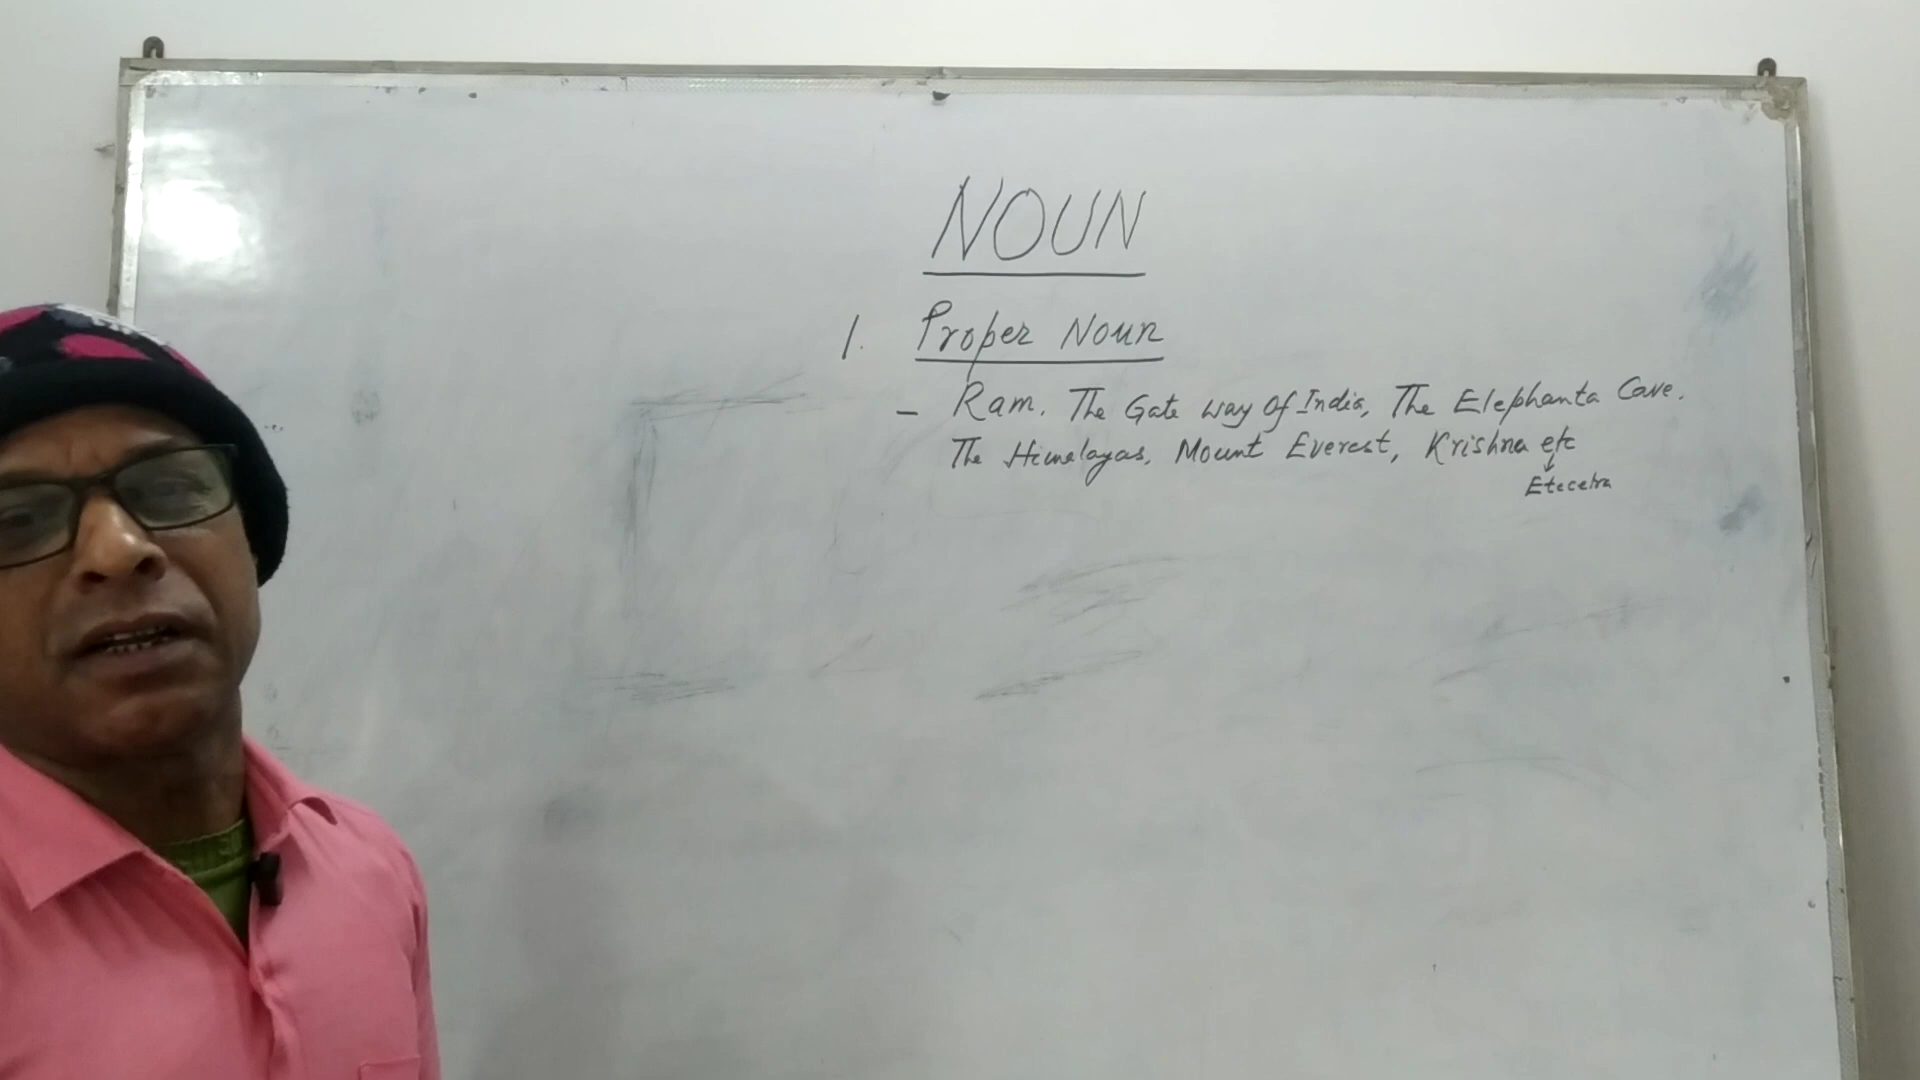 NOUN
1. Proper Noun
- Ram, The Gate way of India, The Elephanta Cave.
The Himalayas, Mount Everest, Krishna etc
Etecetra